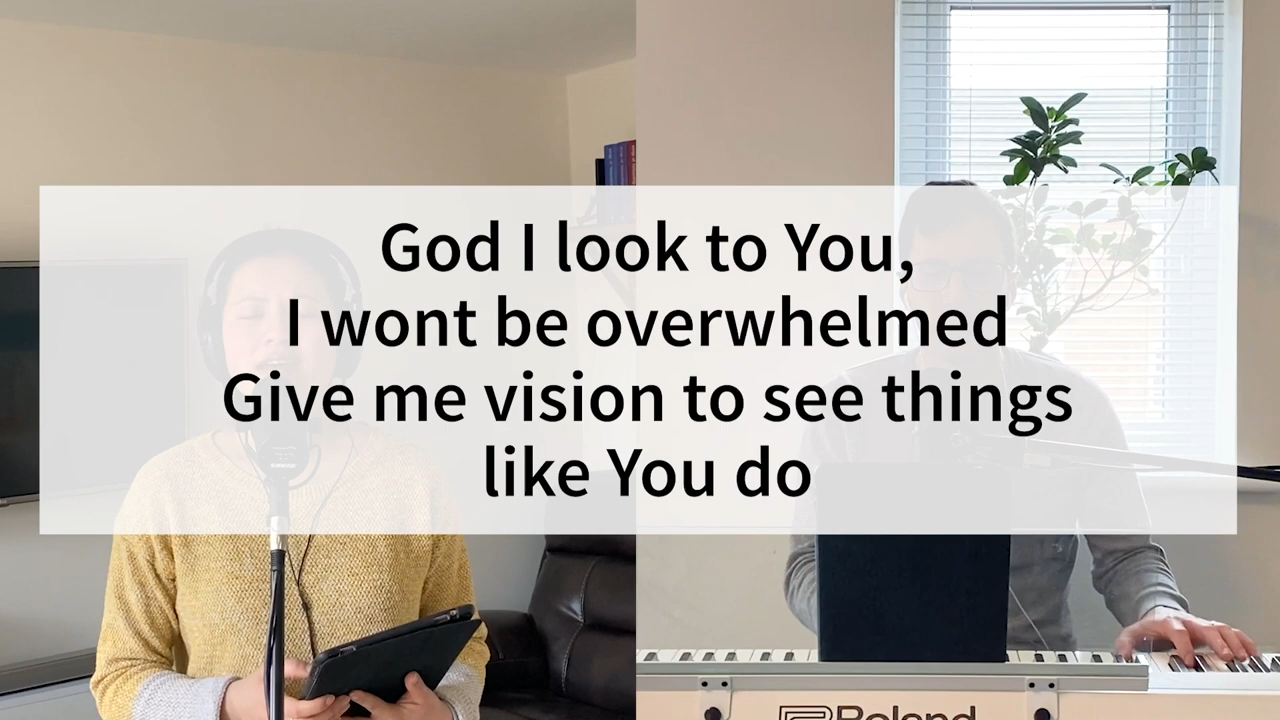 God I look to You,
I wont be overwhelmed
Give me vision to see things
like You do
Roland